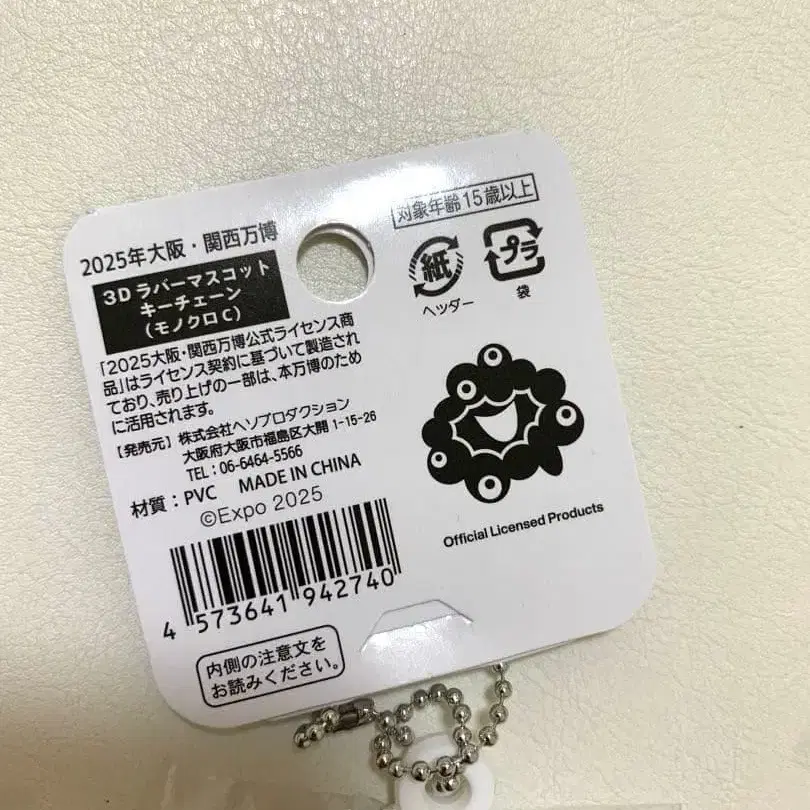 2025年大阪・関西万博
3Dラバーマスコット
キーチェーン
(モノクロC)
「2025大阪・関西万博公式ライセンス商
品」はライセンス契約に基づいて製造され
ており、売り上げの一部は、本万博のため
に活用されます。
【発売元】株式会社ヘソプロダクション
大阪府大阪市福島区大開1-15-26
TEL:06-6464-5566
材質:PVC MADE IN CHINA
©Expo 2025
4 573641 942740
内側の注意文を
お読みください。
対象年齢15歳以上
紙
ヘッダー
プラ
袋
Official Licensed Products